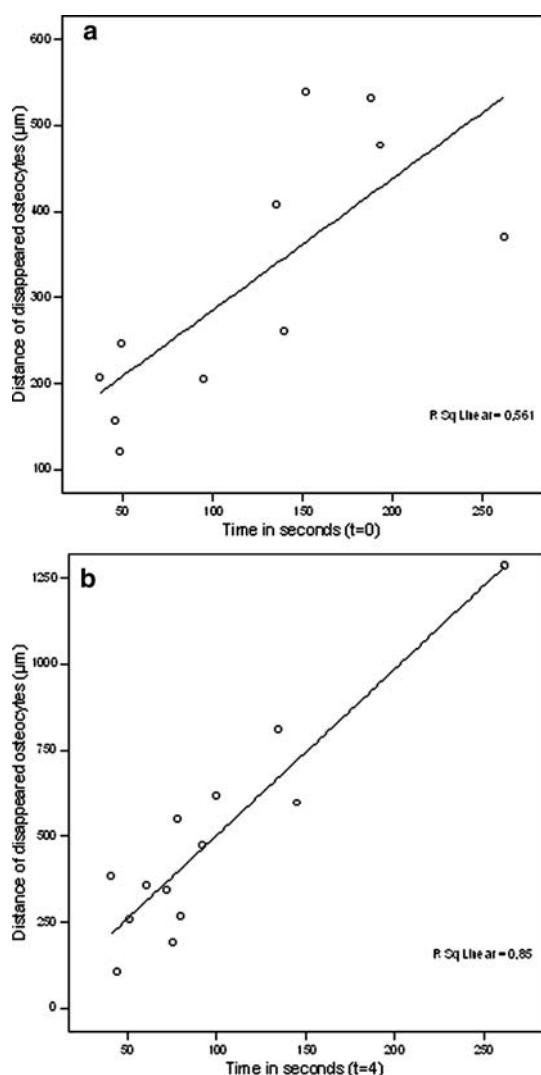 a
600
500
400
300
200
100
Distance of disappeared osteocytes (µm)
R Sq Linear = 0,561
50 100 150 200 250
Time in seconds (t=0)
b
1250
1000
750
500
250
0
Distance of disappeared osteocytes (µm)
R Sq Linear = 0,85
50 100 150 200 250
Time in seconds (t=4)